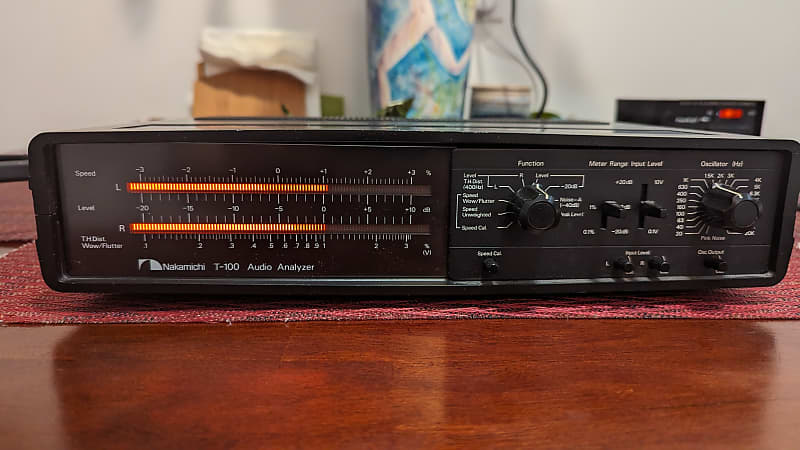 Speed -3 -2 -1 0 +1 +2 +3 %
L
Level -20 -15 -10 -5 0 +5 +10 dB
R
T.H.Dist. Wow/Flutter .1 .2 .3 .4 .5 .6 .7 .8 .9 1 2 3 % (V)
Nakamichi T-100 Audio Analyzer
Function
Level
T.H.Dist. (400Hz)
L
R
Level
-20dB
Speed Wow/Flutter
Speed Unweighted
Speed Cal.
Noise-A (-40dB)
Peak Level
Meter Range Input Level
+20dB 10V
1%
0.1% -20dB 0.1V
Oscillator (Hz)
1K 1.5K 2K 3K 4K
630
400
250
160
100
63
40
20
20K
Pink Noise
Speed Cal.
Input Level
L R
Osc.Output